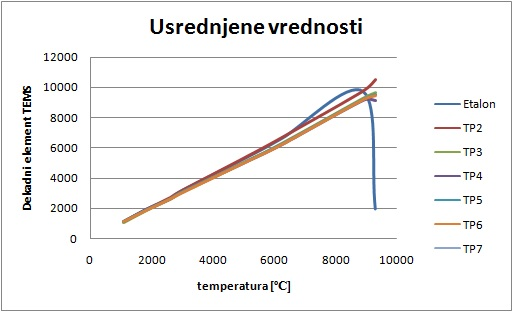 Usrednjene vrednosti
12000
10000
8000
6000
4000
2000
0
Dekadni element TEMS
0 2000 4000 6000 8000 10000
temperatura [°C]
Etalon
TP2
TP3
TP4
TP5
TP6
TP7